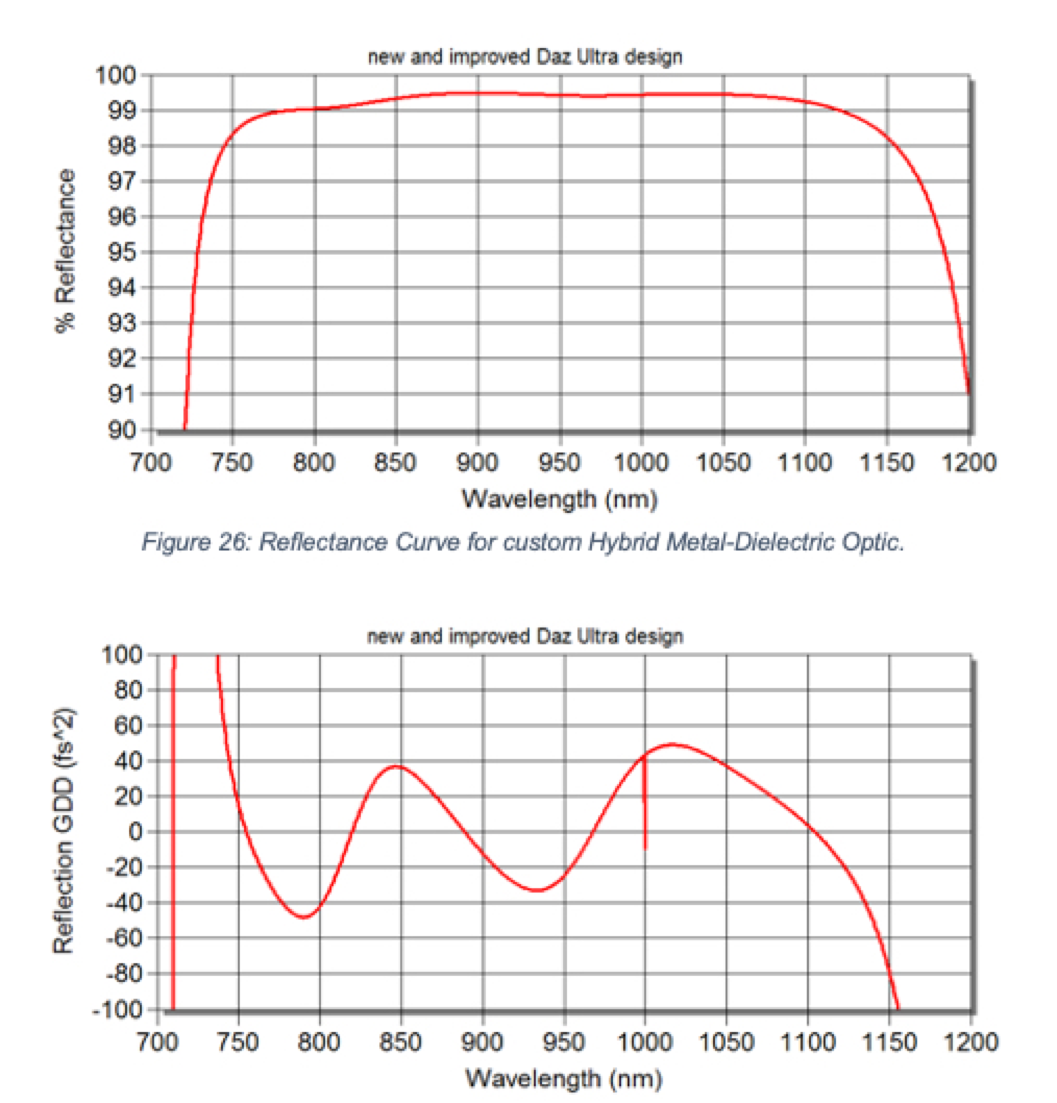 new and improved Daz Ultra design
% Reflectance
100
99
98
97
96
95
94
93
92
91
90
700 750 800 850 900 950 1000 1050 1100 1150 1200
Wavelength (nm)
Figure 26: Reflectance Curve for custom Hybrid Metal-Dielectric Optic.
new and improved Daz Ultra design
Reflection GDD (fs^2)
100
80
60
40
20
0
-20
-40
-60
-80
-100
700 750 800 850 900 950 1000 1050 1100 1150 1200
Wavelength (nm)